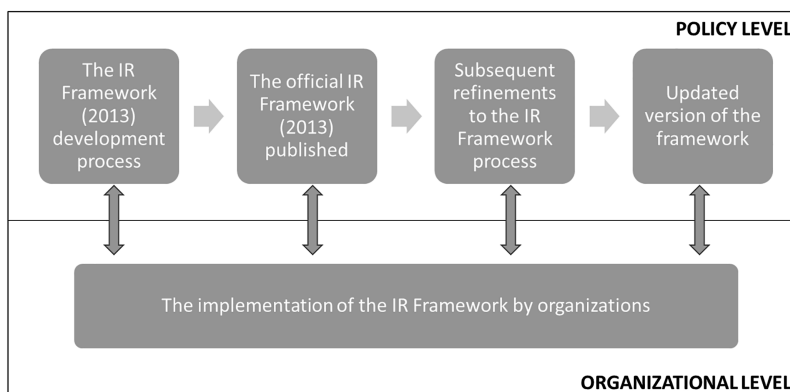 POLICY LEVEL
The IR
Framework
(2013)
development
process
The official IR
Framework
(2013)
published
Subsequent
refinements
to the IR
Framework
process
Updated
version of the
framework
The implementation of the IR Framework by organizations
ORGANIZATIONAL LEVEL